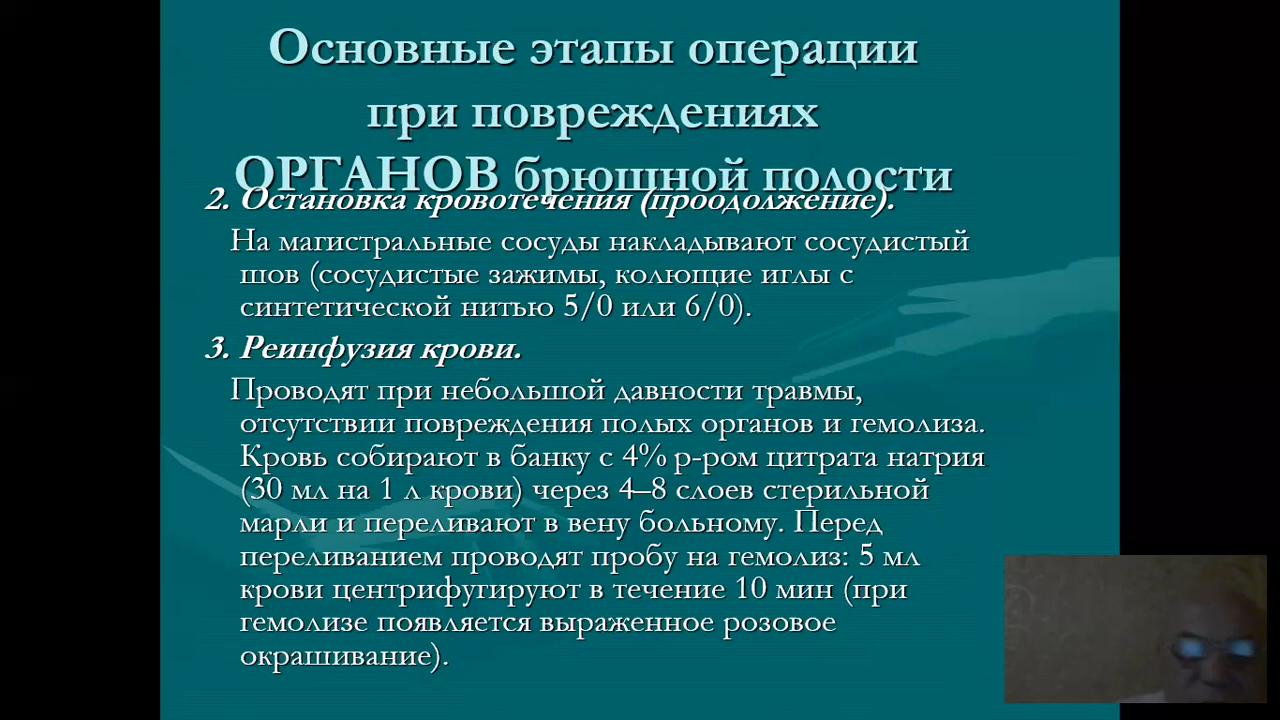 Основные этапы операции
при повреждениях
ОРГАНОВ брюшной полости
2. Остановка кровотечения (проодолжение).
На магистральные сосуды накладывают сосудистый
шов (сосудистые зажимы, колющие иглы с
синтетической нитью 5/0 или 6/0).
3. Реинфузия крови.
Проводят при небольшой давности травмы,
отсутствии повреждения полых органов и гемолиза.
Кровь собирают в банку с 4% р-ром цитрата натрия
(30 мл на 1 л крови) через 4–8 слоев стерильной
марли и переливают в вену больному. Перед
переливанием проводят пробу на гемолиз: 5 мл
крови центрифугируют в течение 10 мин (при
гемолизе появляется выраженное розовое
окрашивание).